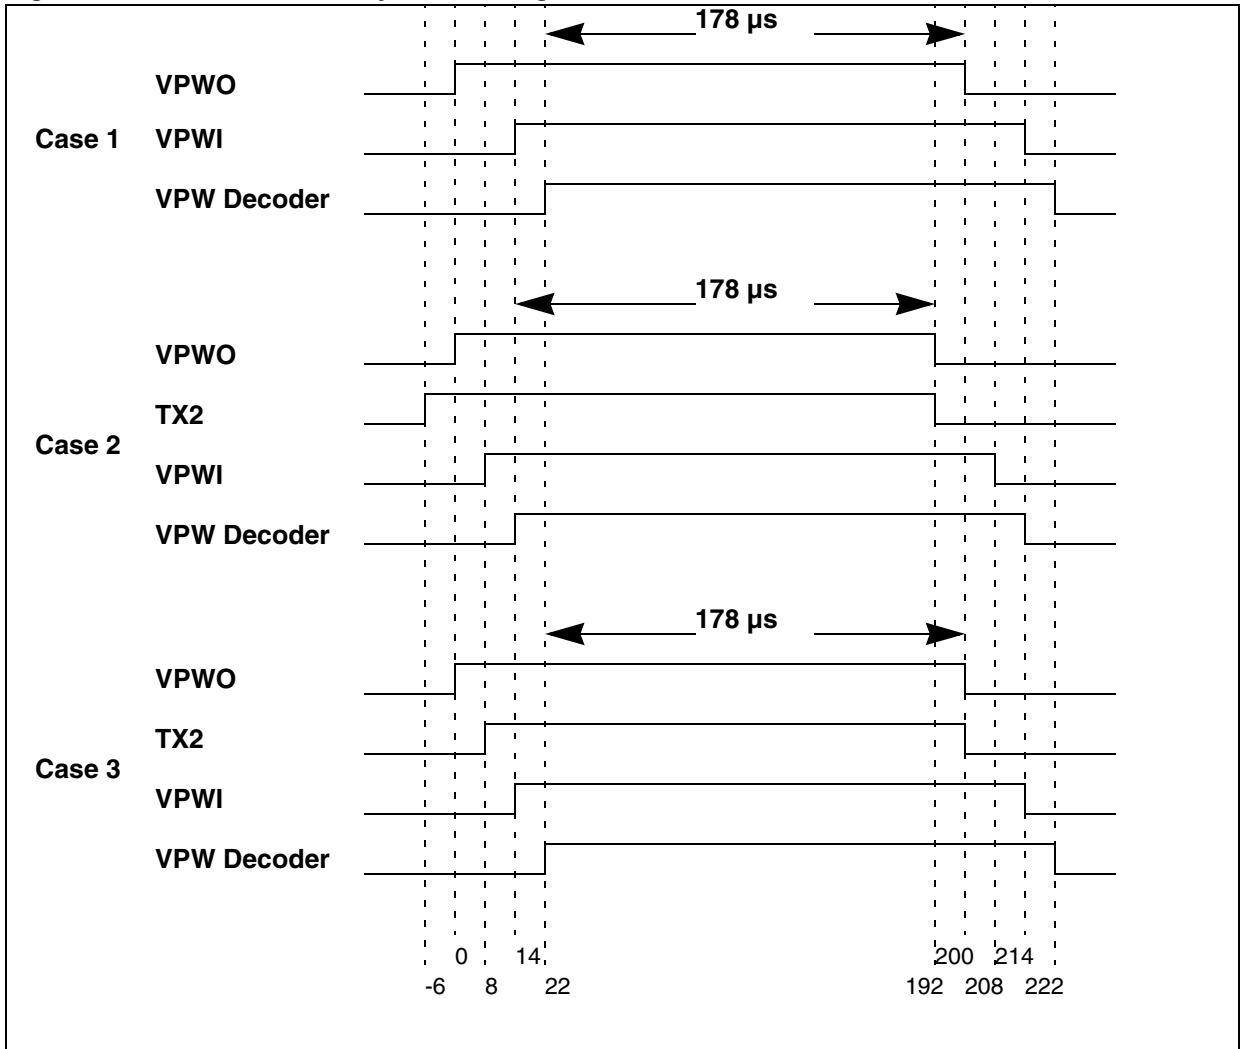 178 µs
VPWO
Case 1 VPWI
VPW Decoder
178 µs
VPWO
TX2
Case 2
VPWI
VPW Decoder
178 µs
VPWO
TX2
Case 3
VPWI
VPW Decoder
0 14 200 214
-6 8 22 192 208 222